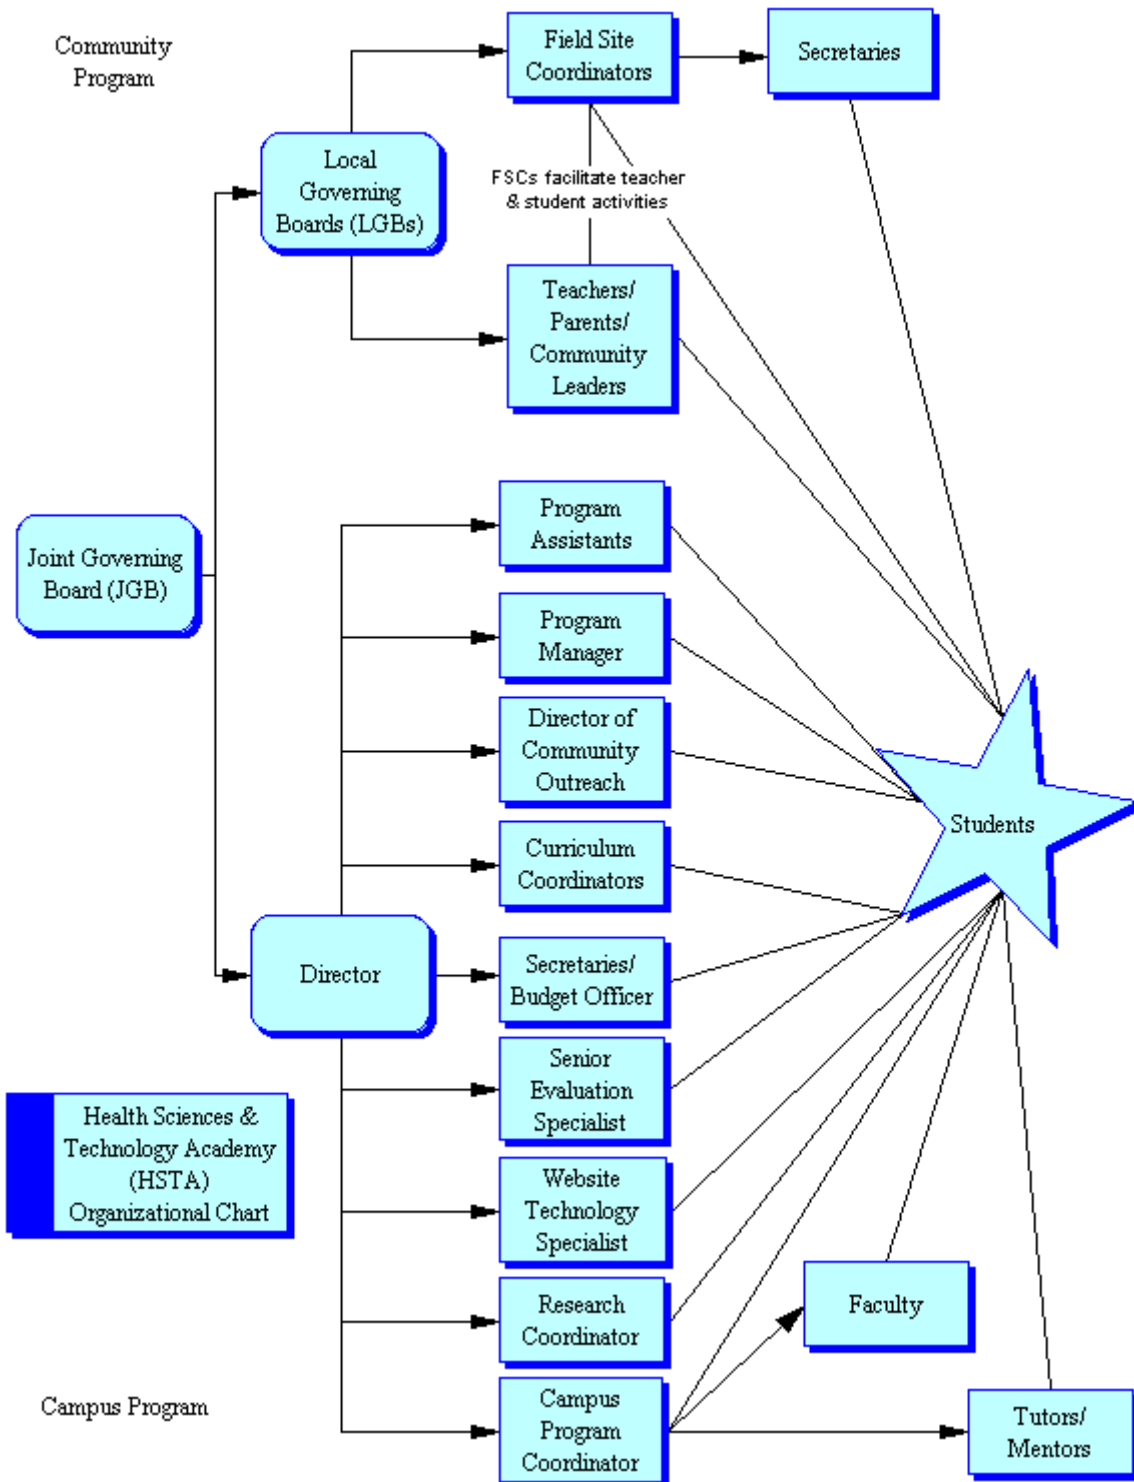 Community
Program
Field Site
Coordinators
Secretaries
Local
Governing
Boards (LGBs)
FSCs facilitate teacher
& student activities
Teachers/
Parents/
Community
Leaders
Joint Governing
Board (JGB)
Program
Assistants
Program
Manager
Director of
Community
Outreach
Students
Curriculum
Coordinators
Director
Secretaries/
Budget Officer
Senior
Evaluation
Specialist
Health Sciences &
Technology Academy
(HSTA)
Organizational Chart
Website
Technology
Specialist
Research
Coordinator
Faculty
Campus Program
Campus
Program
Coordinator
Tutors/
Mentors